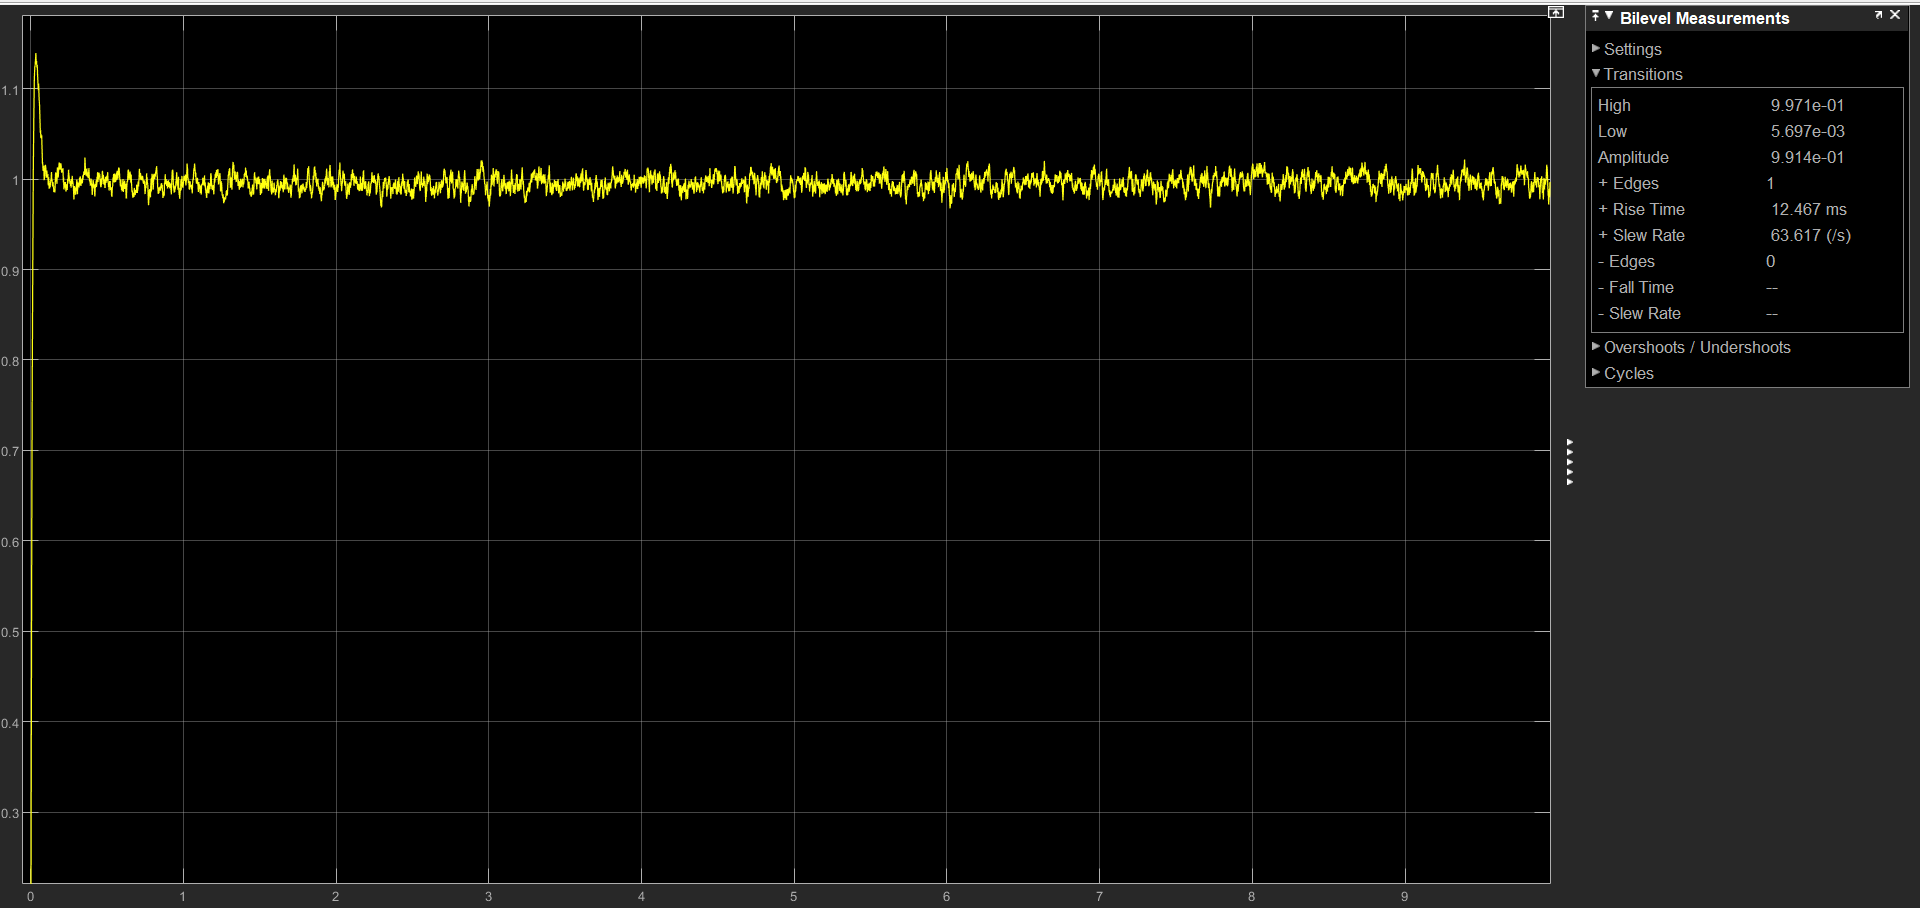 Bilevel Measurements
Settings
Transitions
High 9.971e-01
Low 5.697e-03
Amplitude 9.914e-01
+ Edges 1
+ Rise Time 12.467 ms
+ Slew Rate 63.617 (/s)
- Edges 0
- Fall Time --
- Slew Rate --
Overshoots / Undershoots
Cycles
1.1
1
0.9
0.8
0.7
0.6
0.5
0.4
0.3
0 1 2 3 4 5 6 7 8 9